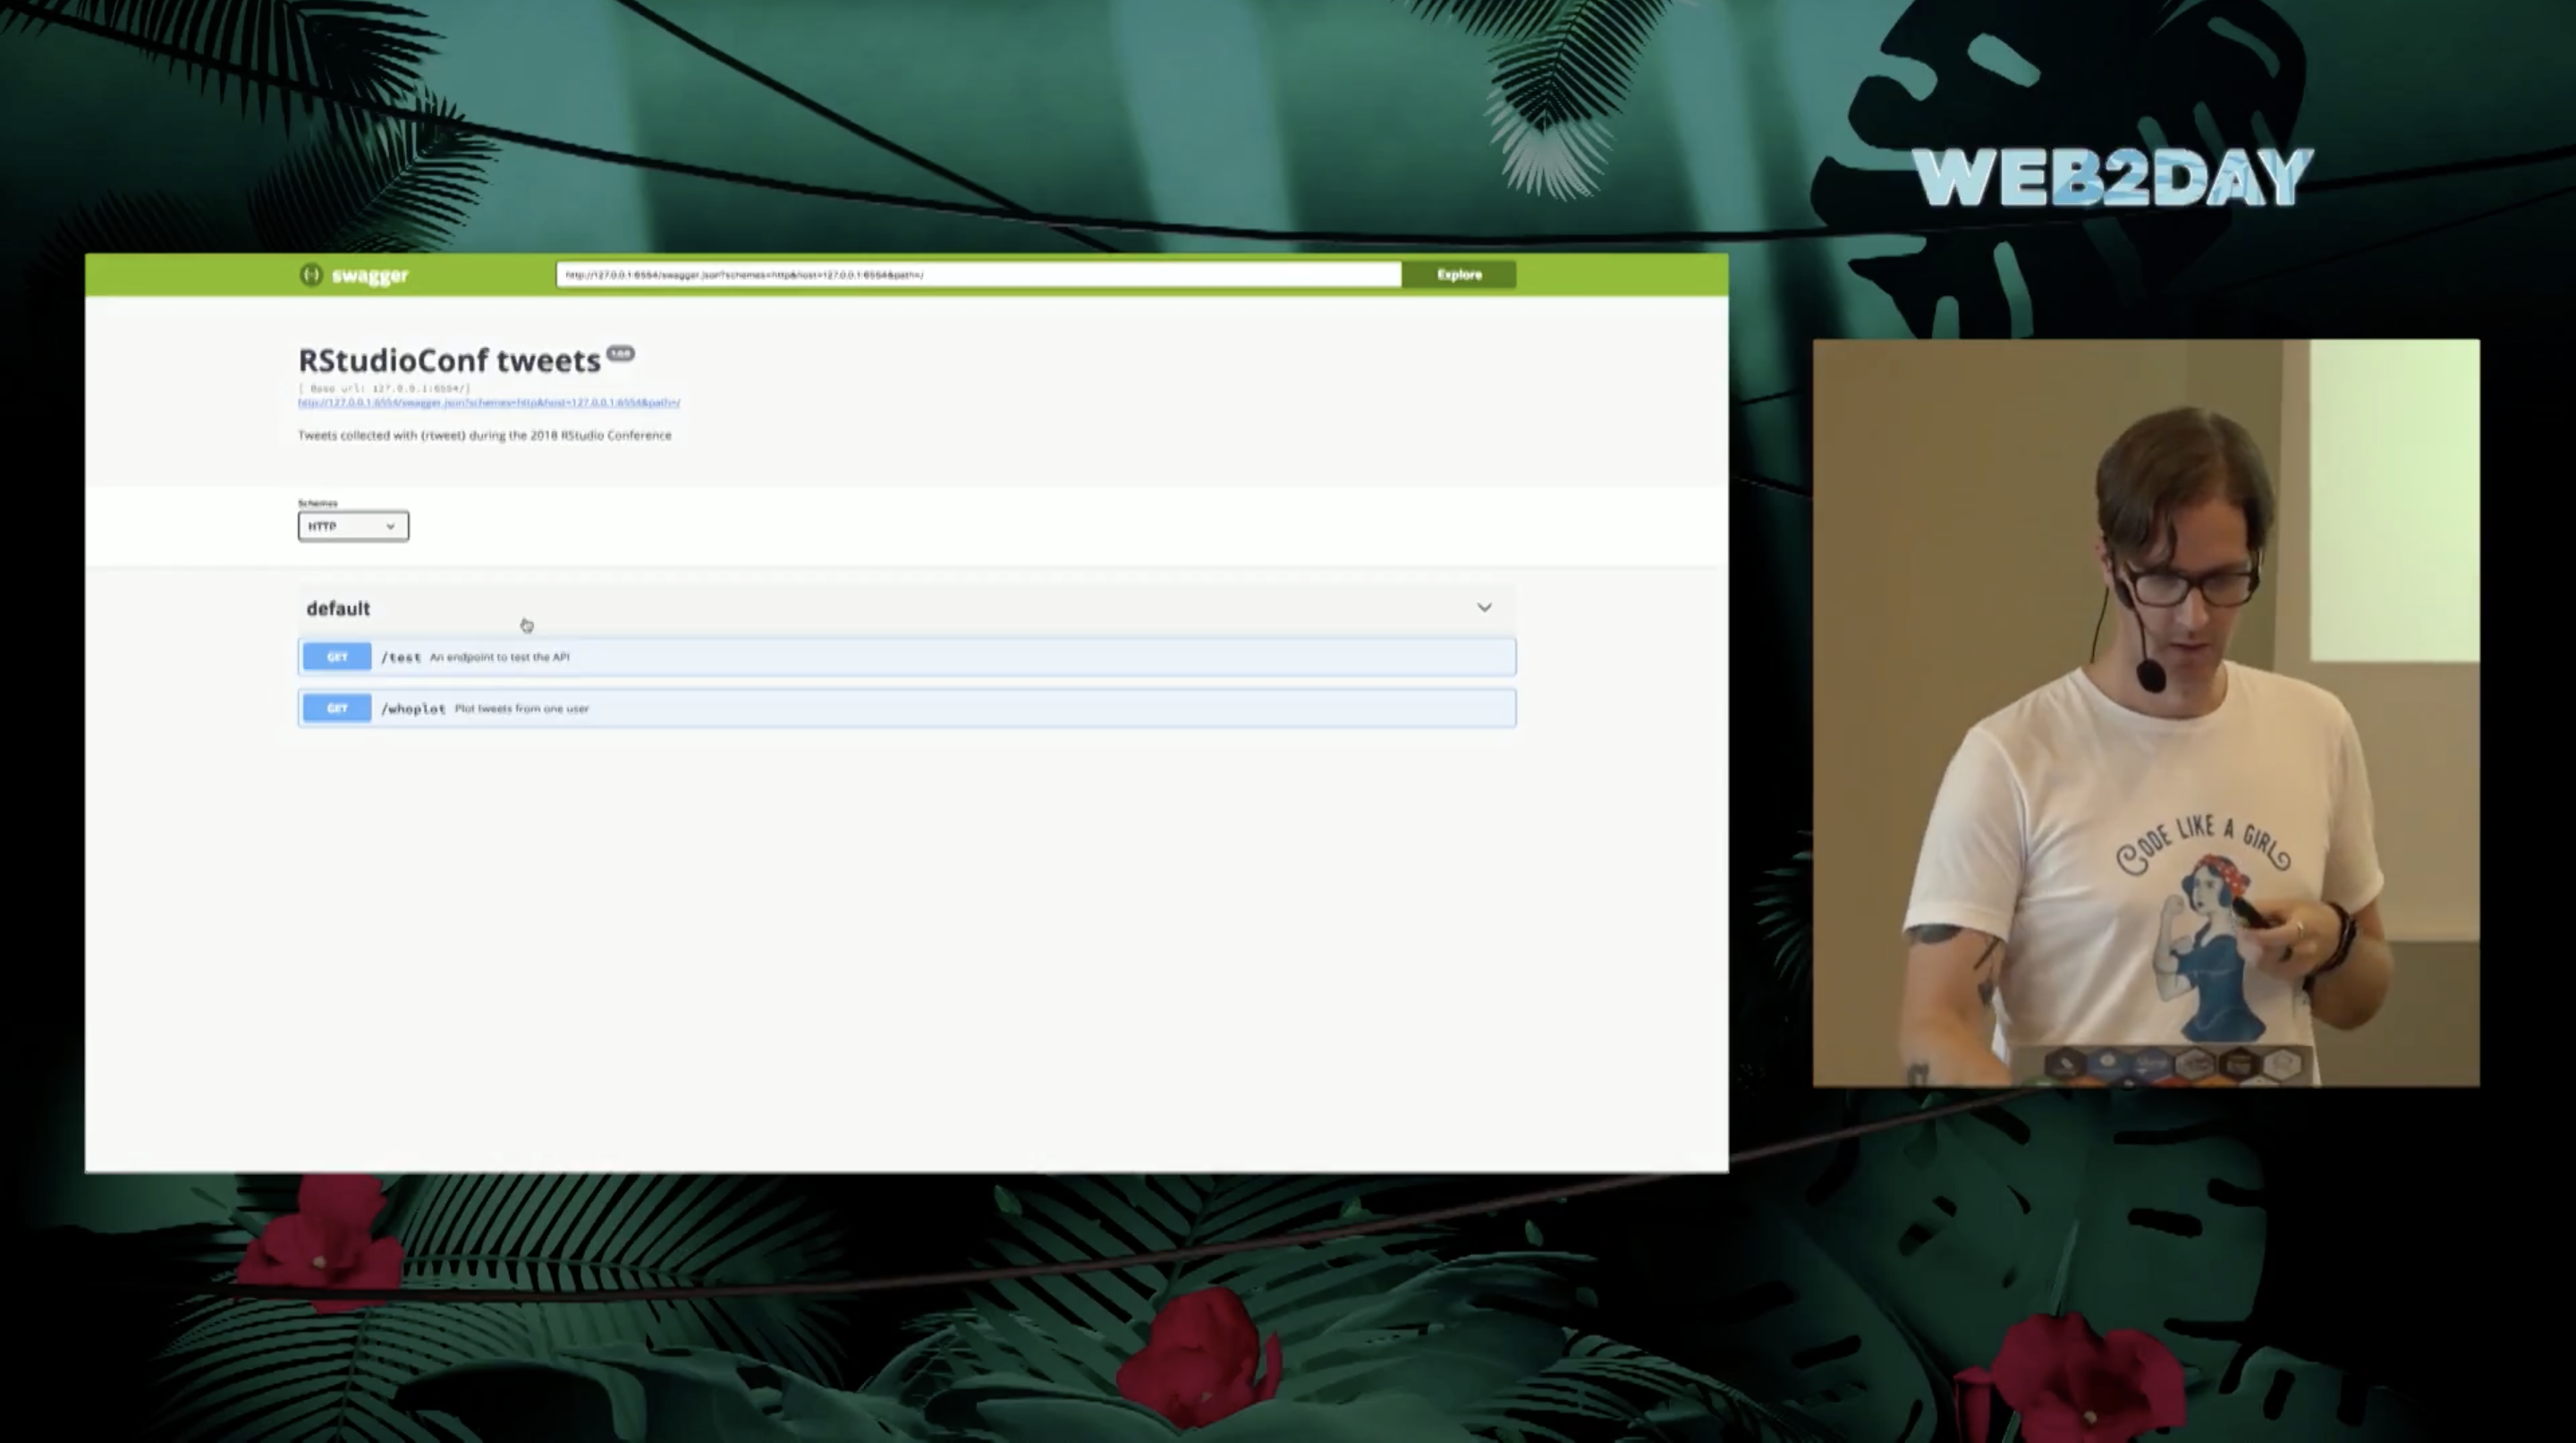 WEB2DAY
swagger
http://127.0.0.1:6554/swagger.json?schemes=http&host=127.0.0.1:6554&path=/
Explore
RStudioConf tweets 1.0.0
[ Base url: 127.0.0.1:6554/]
http://127.0.0.1:6554/swagger.json?schemes=http&host=127.0.0.1:6554&path=/
Tweets collected with {rtweet} during the 2018 RStudio Conference
Schemes
HTTP
default
GET /test An endpoint to test the API
GET /whoplot Plot tweets from one user
CODE LIKE A GIRL